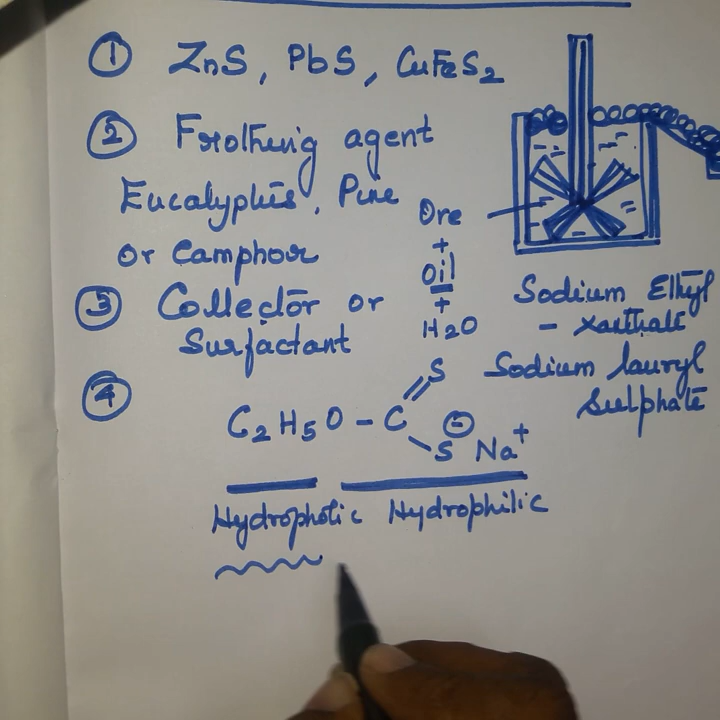 ① ZnS, PbS, CuFeS2
② Frothing agent
Eucalyptus, Pine
or Camphor
③ Collector or
Surfactant
Ore
+
Oil
+
H2O
Sodium Ethyl
- xanthate
Sodium lauryl
Sulphate
④
C2H5O - C
S
S ⊖ Na+
Hydrophobic Hydrophilic